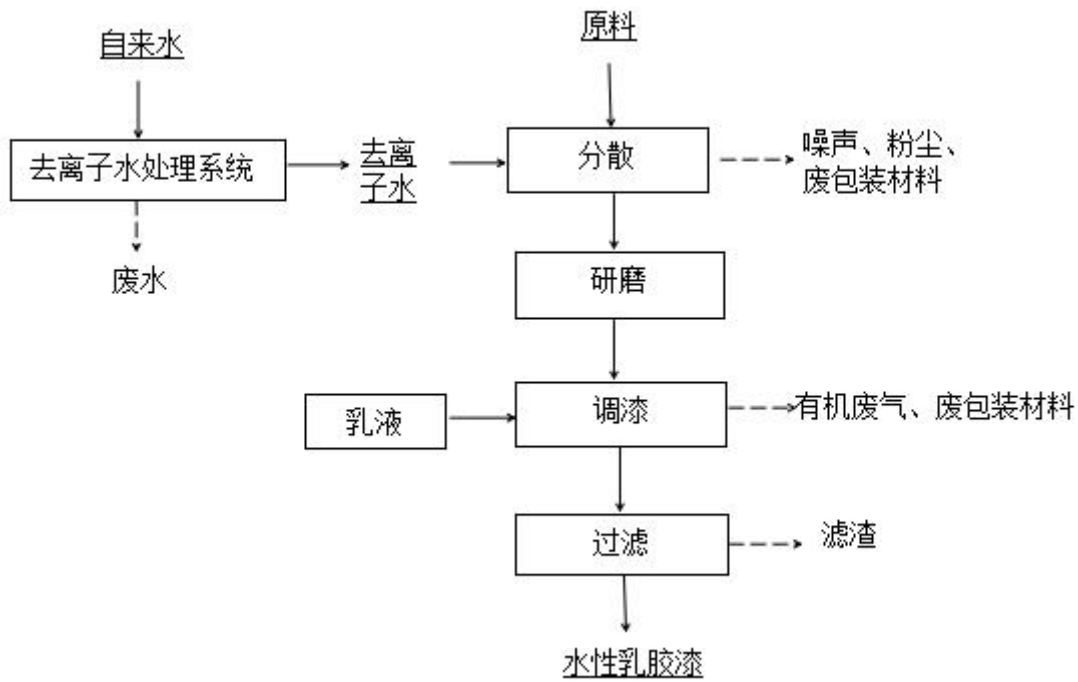 自来水
原料
去离子水处理系统
去离
子水
分散
噪声、粉尘、
废包装材料
废水
研磨
乳液
调漆
有机废气、废包装材料
过滤
滤渣
水性乳胶漆